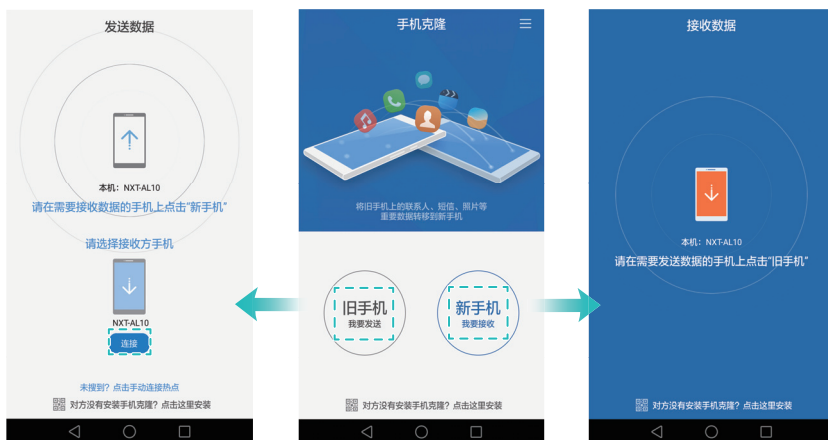 发送数据
本机：NXT-AL10
请在需要接收数据的手机上点击“新手机”
请选择接收方手机
NXT-AL10
连接
未搜到？点击手动连接热点
对方没有安装手机克隆？点击这里安装
手机克隆
将旧手机上的联系人、短信、照片等
重要数据转移到新手机
旧手机
我要发送
新手机
我要接收
对方没有安装手机克隆？点击这里安装
接收数据
本机：NXT-AL10
请在需要发送数据的手机上点击“旧手机”
对方没有安装手机克隆？点击这里安装